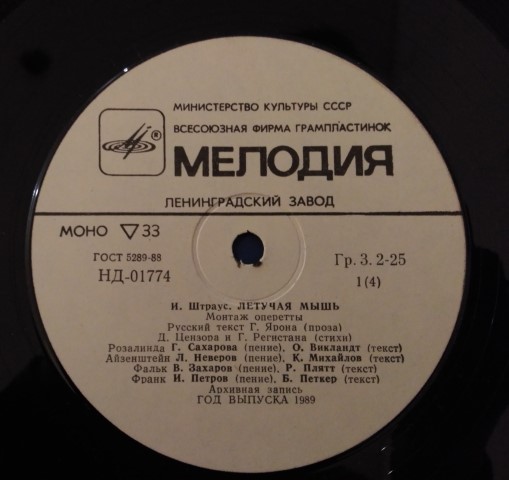 МИНИСТЕРСТВО КУЛЬТУРЫ СССР
ВСЕСОЮЗНАЯ ФИРМА ГРАМПЛАСТИНОК
® МЕЛОДИЯ
ЛЕНИНГРАДСКИЙ ЗАВОД
МОНО ▽ 33
ГОСТ 5289-88
НД-01774
Гр. 3. 2-25
1 (4)
И. Штраус. ЛЕТУЧАЯ МЫШЬ
Монтаж оперетты
Русский текст Г. Ярона (проза)
Д. Цензора и Г. Регистана (стихи)
Розалинда Г. Сахарова (пение), О. Викландт (текст)
Айзенштейн Л. Неверов (пение), К. Михайлов (текст)
Фальк В. Захаров (пение), Р. Плятт (текст)
Франк И. Петров (пение), Б. Петкер (текст)
Архивная запись
ГОД ВЫПУСКА 1989